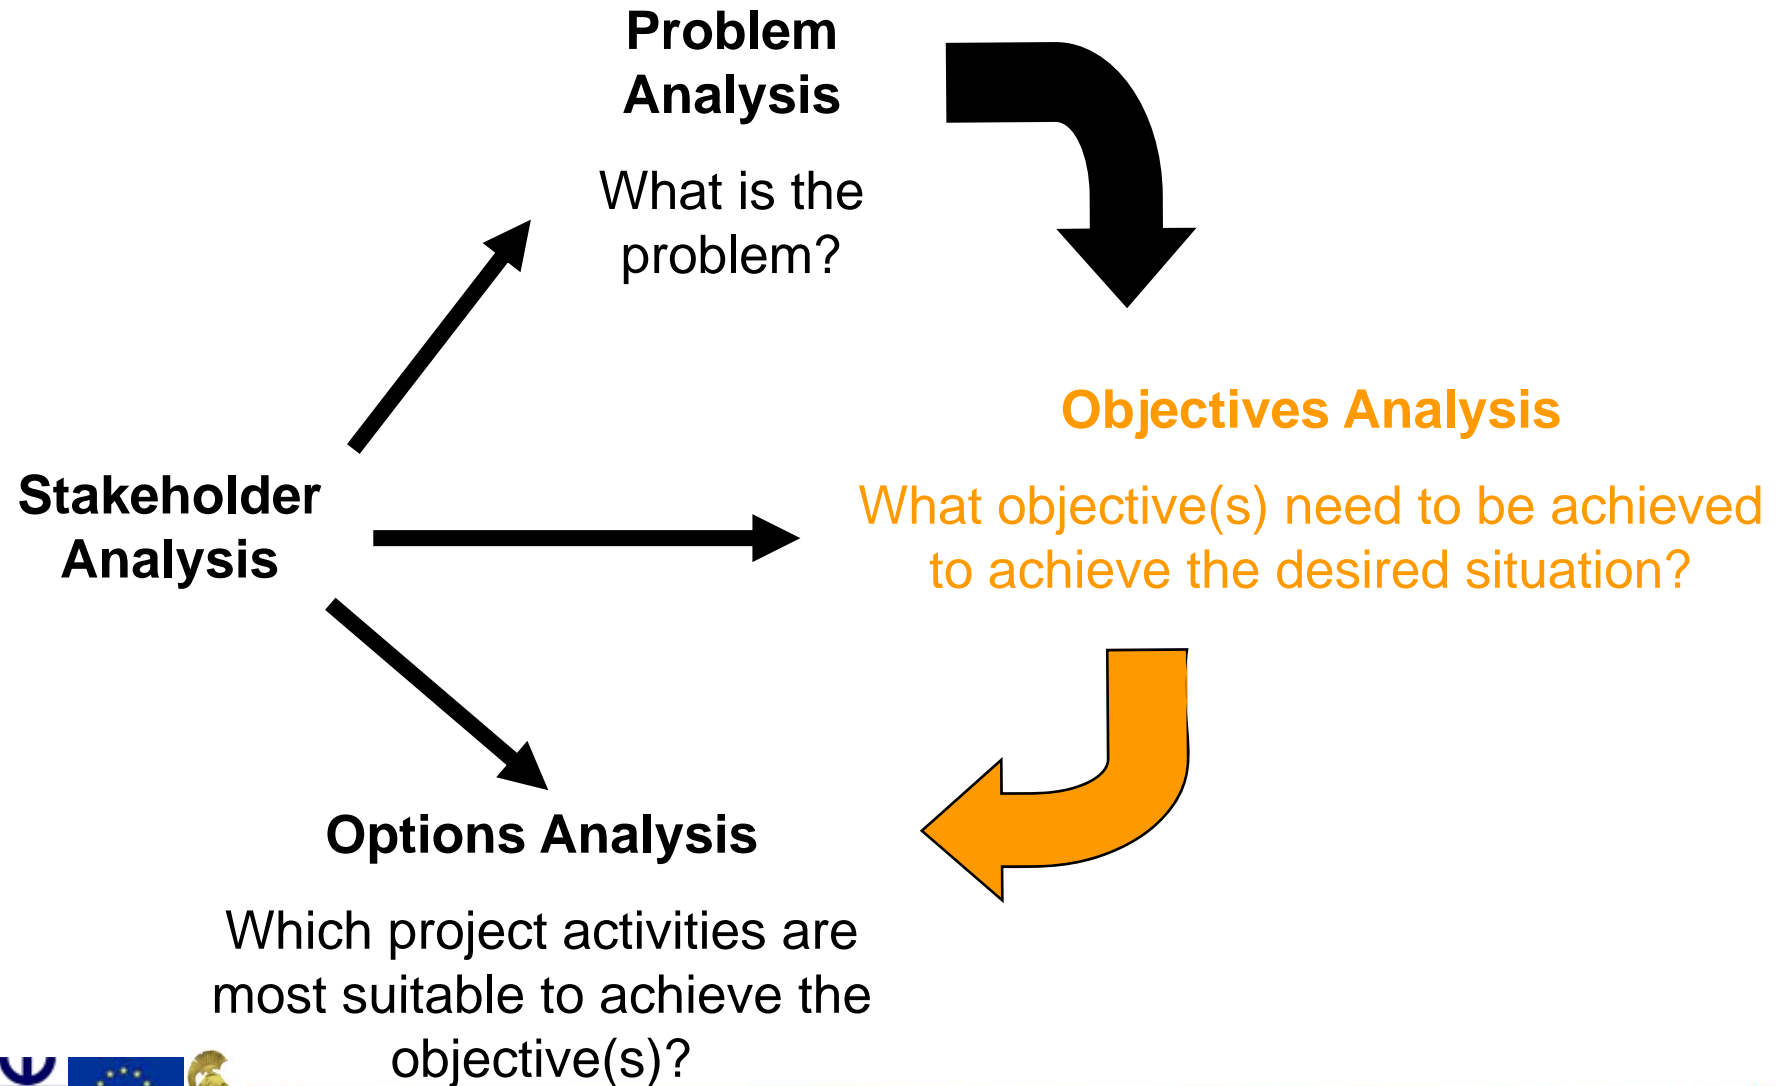 Problem
Analysis
What is the
problem?
Objectives Analysis
What objective(s) need to be achieved
to achieve the desired situation?
Stakeholder
Analysis
Options Analysis
Which project activities are
most suitable to achieve the
objective(s)?